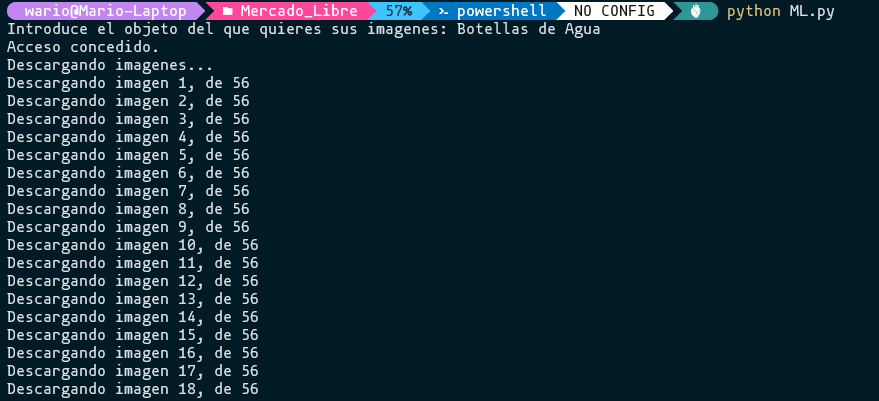 wario@Mario-Laptop Mercado_Libre 57% powershell NO CONFIG python ML.py
Introduce el objeto del que quieres sus imagenes: Botellas de Agua
Acceso concedido.
Descargando imagenes...
Descargando imagen 1, de 56
Descargando imagen 2, de 56
Descargando imagen 3, de 56
Descargando imagen 4, de 56
Descargando imagen 5, de 56
Descargando imagen 6, de 56
Descargando imagen 7, de 56
Descargando imagen 8, de 56
Descargando imagen 9, de 56
Descargando imagen 10, de 56
Descargando imagen 11, de 56
Descargando imagen 12, de 56
Descargando imagen 13, de 56
Descargando imagen 14, de 56
Descargando imagen 15, de 56
Descargando imagen 16, de 56
Descargando imagen 17, de 56
Descargando imagen 18, de 56